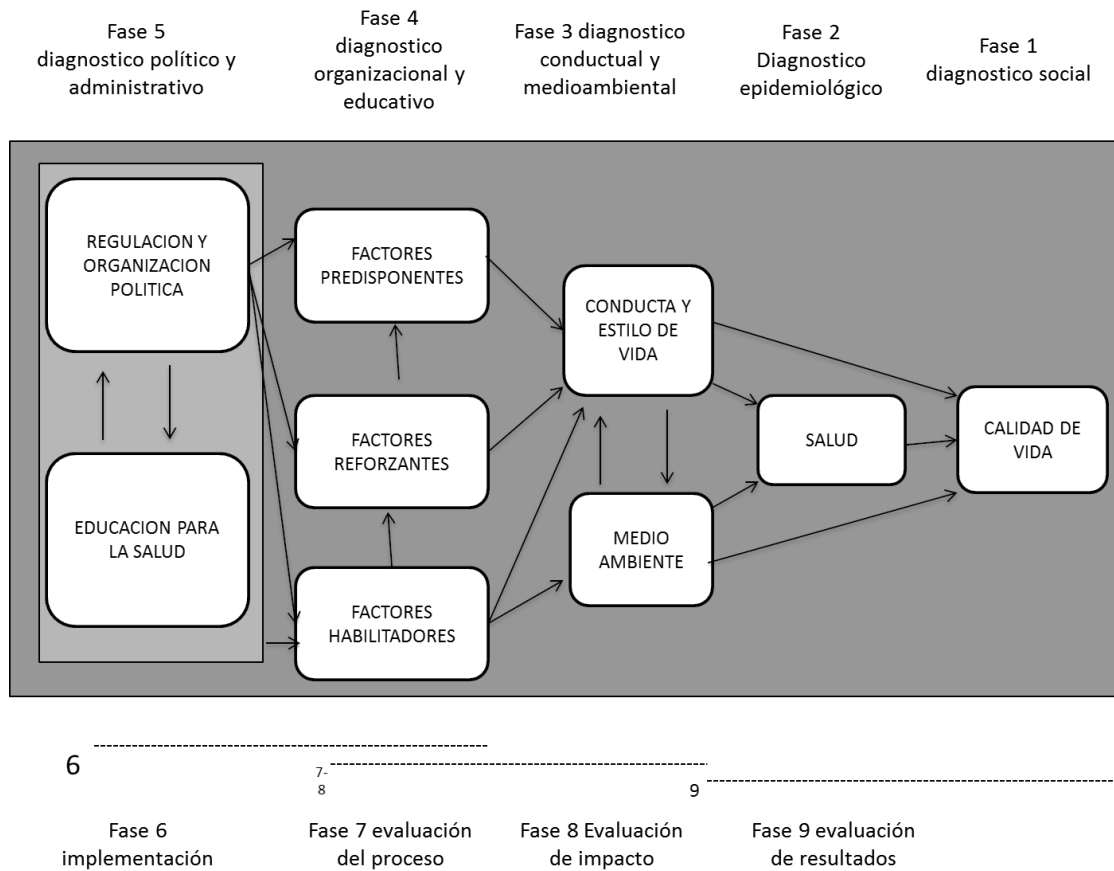 Fase 5
diagnostico político y
administrativo
Fase 4
diagnostico
organizacional y
educativo
Fase 3 diagnostico
conductual y
medioambiental
Fase 2
Diagnostico
epidemiológico
Fase 1
diagnostico social
REGULACION Y
ORGANIZACION
POLITICA
EDUCACION PARA
LA SALUD
FACTORES
PREDISPONENTES
FACTORES
REFORZANTES
FACTORES
HABILITADORES
CONDUCTA Y
ESTILO DE
VIDA
MEDIO
AMBIENTE
SALUD
CALIDAD DE
VIDA
6
7-
8
9
Fase 6
implementación
Fase 7 evaluación
del proceso
Fase 8 Evaluación
de impacto
Fase 9 evaluación
de resultados